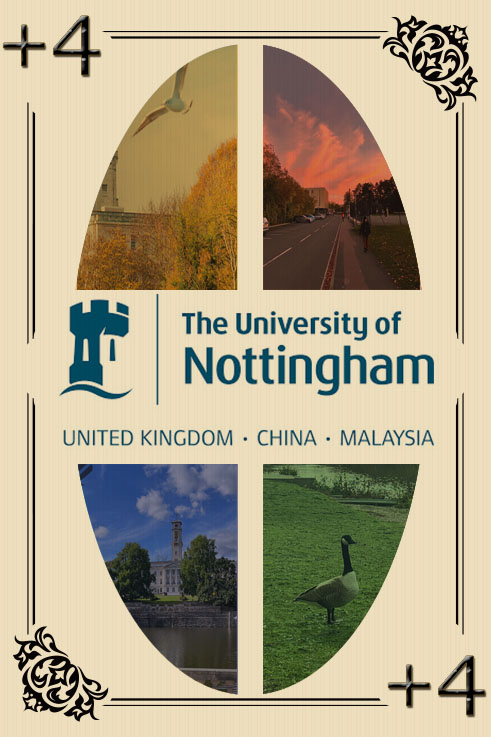 +4
The University of
Nottingham
UNITED KINGDOM · CHINA · MALAYSIA
+4